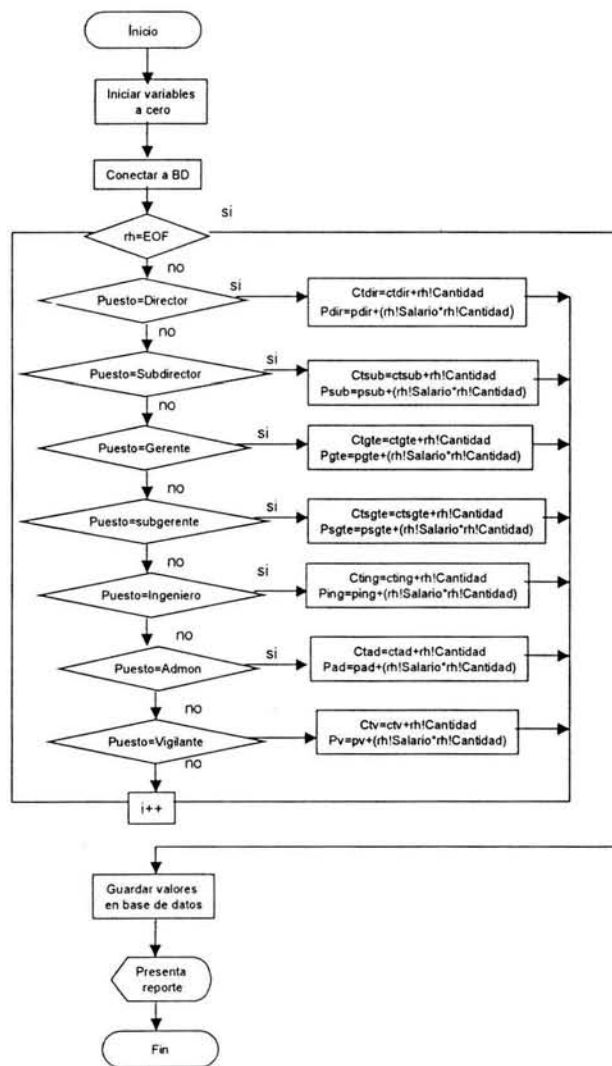 Inicio
Iniciar variables
a cero
Conectar a BD
si
rh=EOF
no
Puesto=Director
si
Ctdir=ctdir+rh!Cantidad
Pdir=pdir+(rh!Salario*rh!Cantidad)
no
Puesto=Subdirector
si
Ctsub=ctsub+rh!Cantidad
Psub=psub+(rh!Salario*rh!Cantidad)
no
Puesto=Gerente
si
Ctgte=ctgte+rh!Cantidad
Pgte=pgte+(rh!Salario*rh!Cantidad)
no
Puesto=subgerente
si
Ctsgte=ctsgte+rh!Cantidad
Psgte=psgte+(rh!Salario*rh!Cantidad)
no
Puesto=Ingeniero
si
Cting=cting+rh!Cantidad
Ping=ping+(rh!Salario*rh!Cantidad)
no
Puesto=Admon
si
Ctad=ctad+rh!Cantidad
Pad=pad+(rh!Salario*rh!Cantidad)
no
Puesto=Vigilante
Ctv=ctv+rh!Cantidad
Pv=pv+(rh!Salario*rh!Cantidad)
no
i++
Guardar valores
en base de datos
Presenta
reporte
Fin